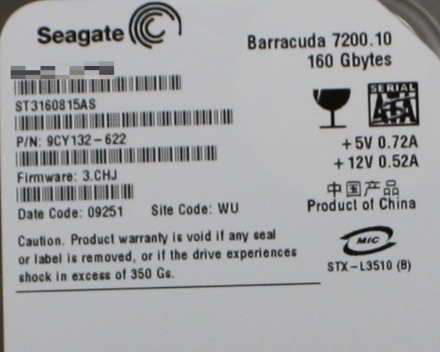 Seagate
Barracuda 7200.10
160 Gbytes
ST3160815AS
SERIAL
ATA
P/N: 9CY132-622
+5V 0.72A
+12V 0.52A
Firmware: 3.CHJ
中国产品
Product of China
Date Code: 09251 Site Code: WU
Caution. Product warranty is void if any seal
or label is removed, or if the drive experiences
shock in excess of 350 Gs.
MIC
STX-L3510 (B)